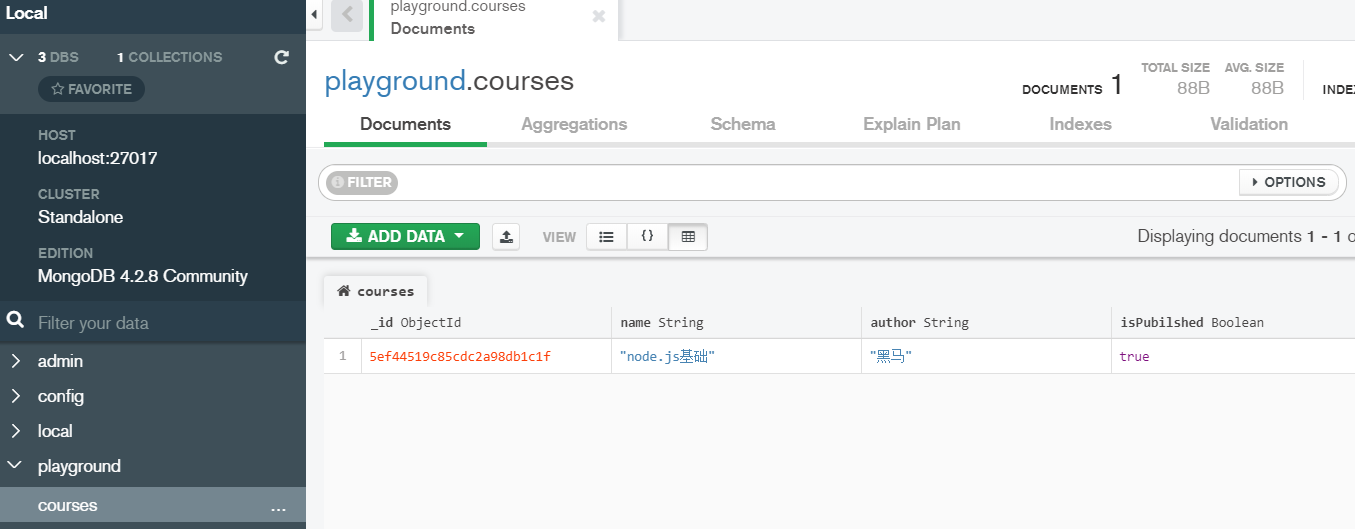 Local
3 DBS 1 COLLECTIONS
FAVORITE
HOST
localhost:27017
CLUSTER
Standalone
EDITION
MongoDB 4.2.8 Community
Filter your data
admin
config
local
playground
courses ...
playground.courses
Documents
playground.courses
DOCUMENTS 1
TOTAL SIZE
88B
AVG. SIZE
88B
INDE
Documents Aggregations Schema Explain Plan Indexes Validation
FILTER
OPTIONS
ADD DATA VIEW {} Displaying documents 1 - 1 o
courses
_id ObjectId name String author String isPubilshed Boolean
1 5ef44519c85cdc2a98db1c1f "node.js基础" "黑马" true